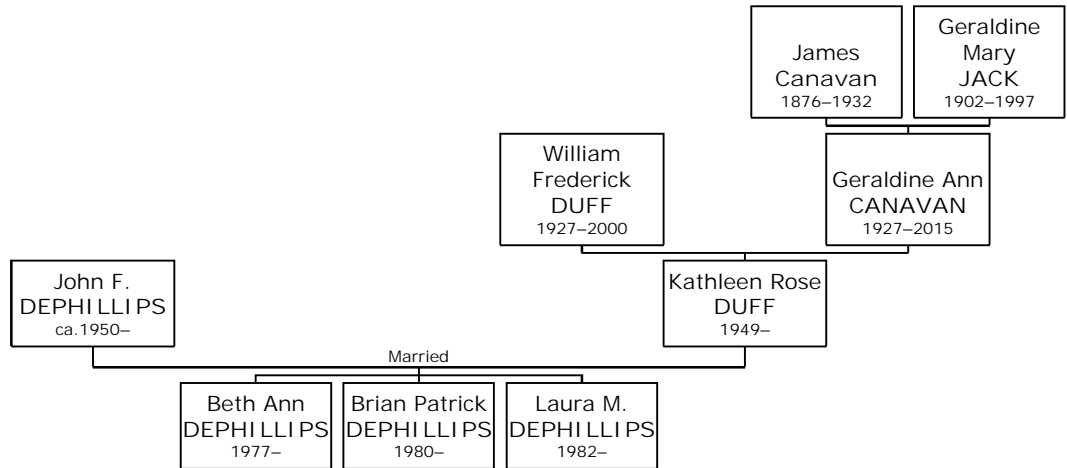 James
Canavan
1876–1932
Geraldine
Mary
JACK
1902–1997
William
Frederick
DUFF
1927–2000
Geraldine Ann
CANAVAN
1927–2015
John F.
DEPHILLIPS
ca.1950–
Kathleen Rose
DUFF
1949–
Married
Beth Ann
DEPHILLIPS
1977–
Brian Patrick
DEPHILLIPS
1980–
Laura M.
DEPHILLIPS
1982–